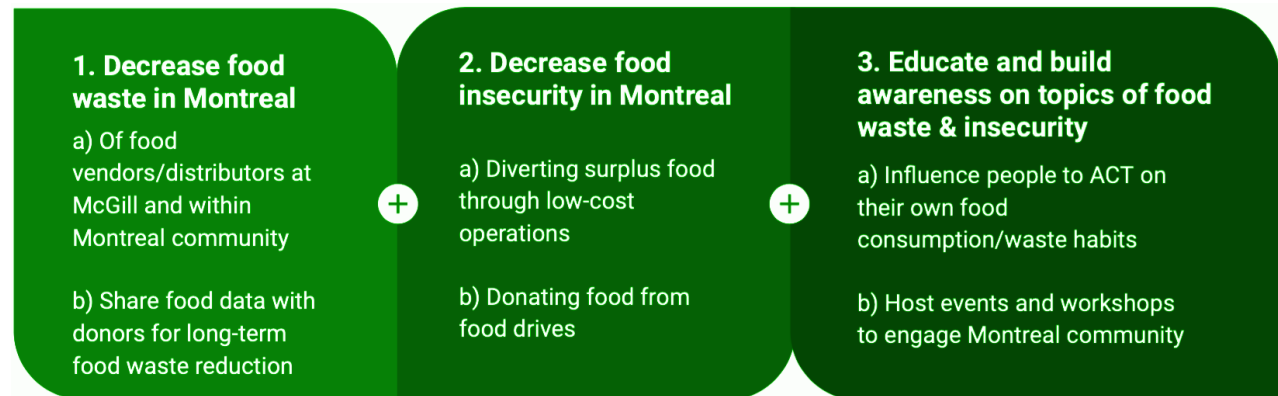 1. Decrease food
waste in Montreal
a) Of food
vendors/distributors at
McGill and within
Montreal community
b) Share food data with
donors for long-term
food waste reduction
+
2. Decrease food
insecurity in Montreal
a) Diverting surplus food
through low-cost
operations
b) Donating food from
food drives
+
3. Educate and build
awareness on topics of food
waste & insecurity
a) Influence people to ACT on
their own food
consumption/waste habits
b) Host events and workshops
to engage Montreal community